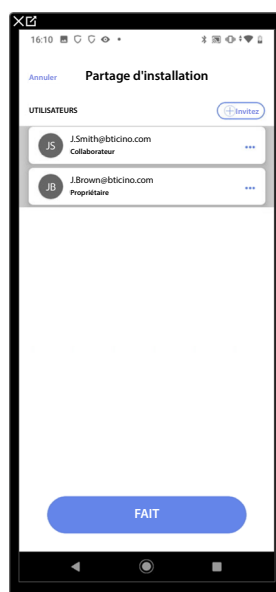 16:10
Annuler Partage d'installation
UTILISATEURS Invitez
JS J.Smith@bticino.com
Collaborateur
JB J.Brown@bticino.com
Propriétaire
FAIT